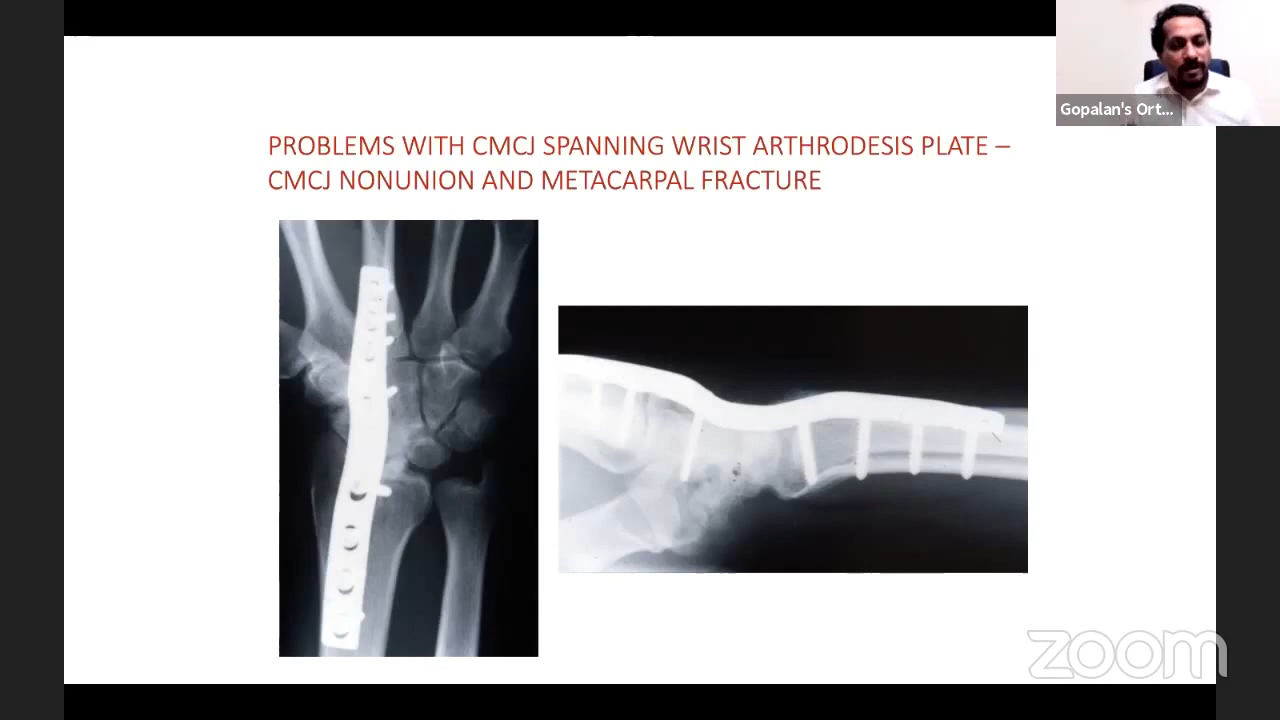 Gopalan's Ort...
PROBLEMS WITH CMCJ SPANNING WRIST ARTHRODESIS PLATE –
CMCJ NONUNION AND METACARPAL FRACTURE
zoom